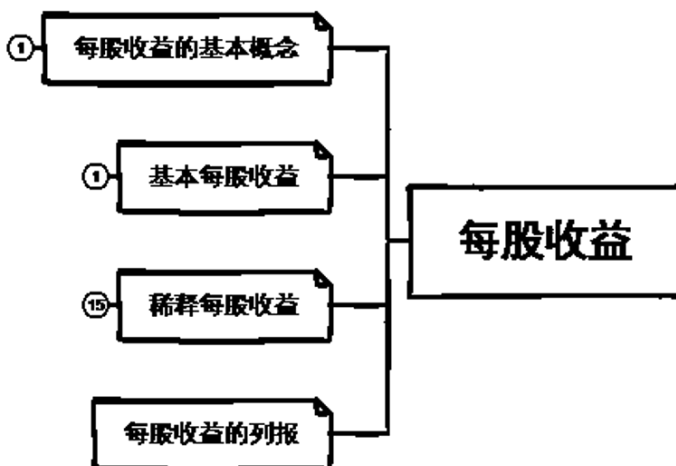 ① 每股收益的基本概念
① 基本每股收益
每股收益
⑮ 稀释每股收益
每股收益的列报